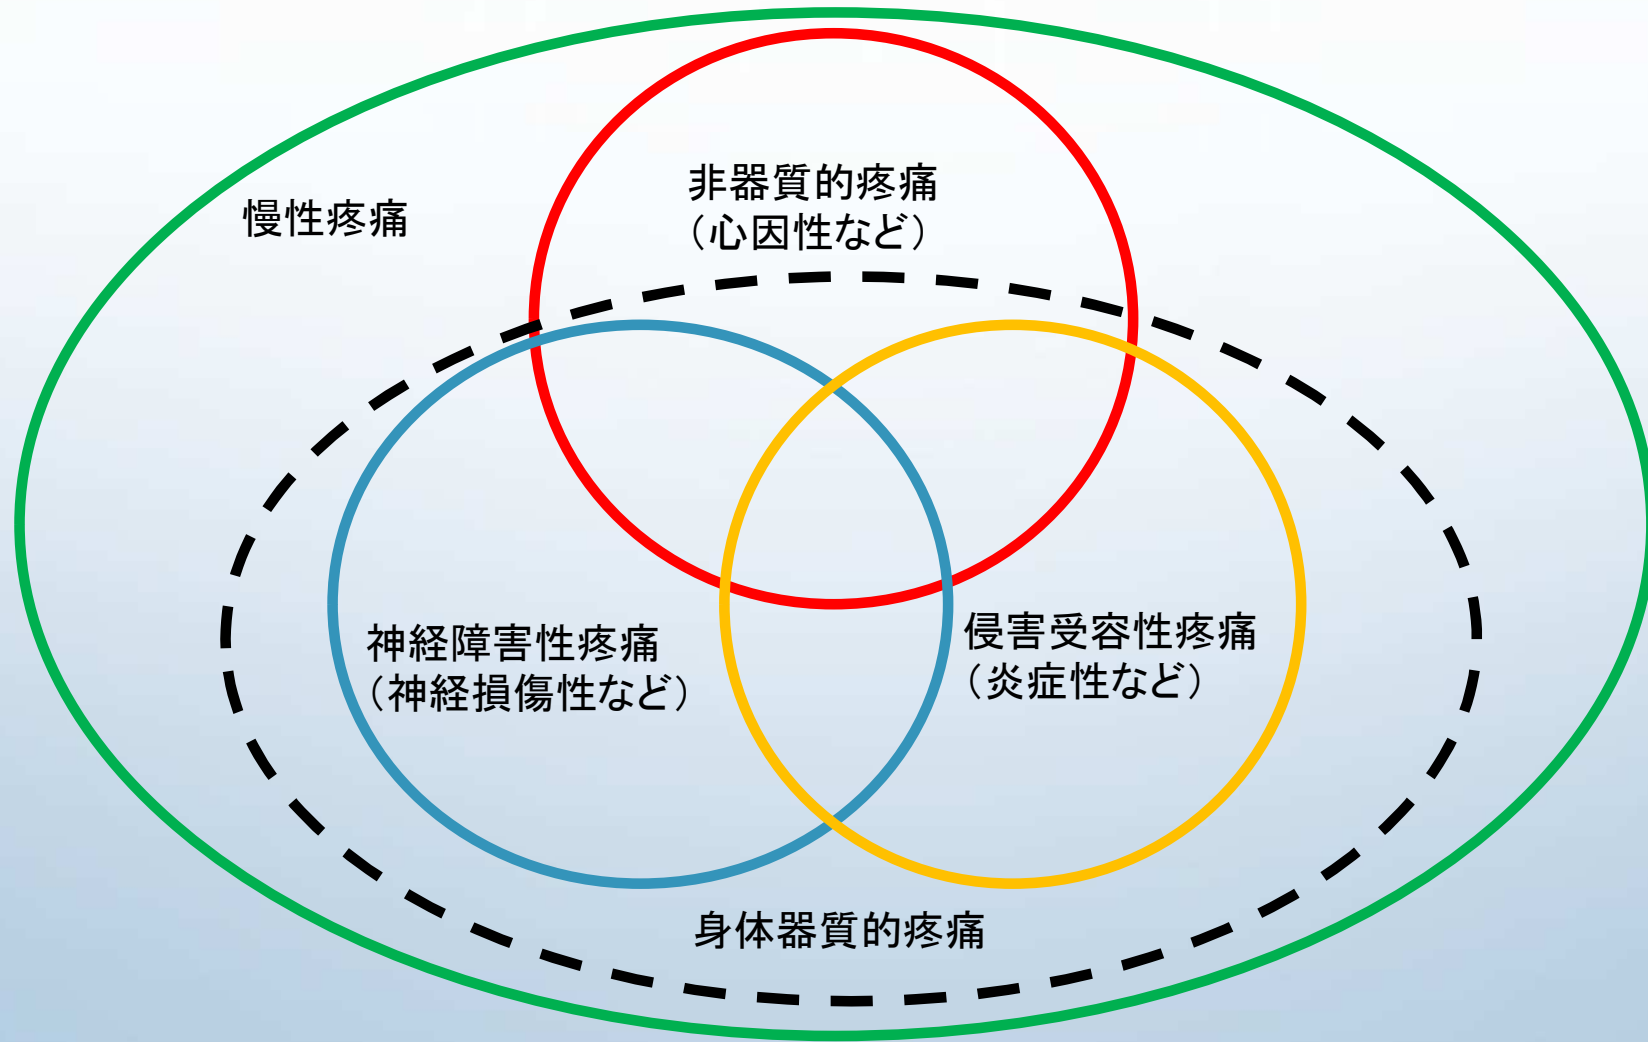 非器質的疼痛
（心因性など）
慢性疼痛
神経障害性疼痛
（神経損傷性など）
侵害受容性疼痛
（炎症性など）
身体器質的疼痛